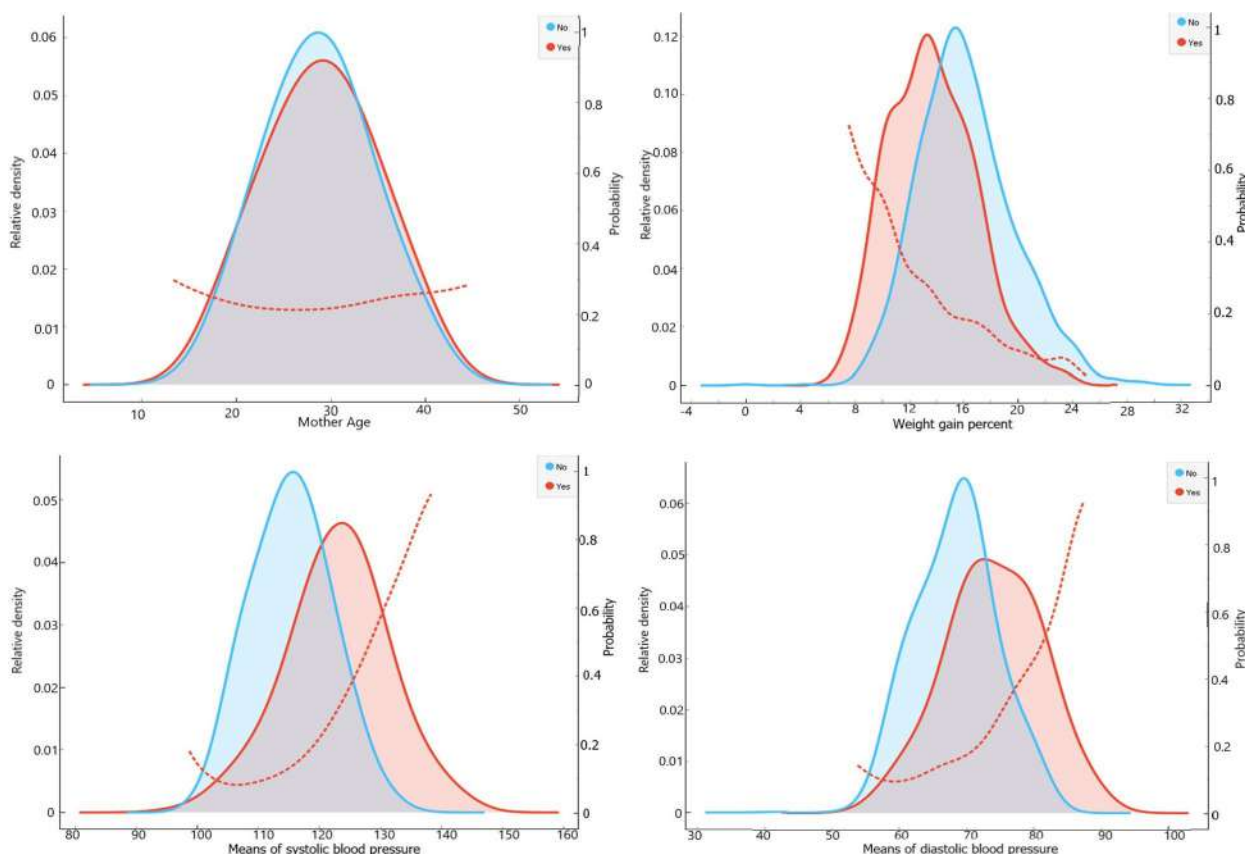 No
Yes
0.06
0.05
0.04
0.03
0.02
0.01
0
1
0.8
0.6
0.4
0.2
0
Relative density
Probability
10 20 30 40 50
Mother Age
No
Yes
0.12
0.10
0.08
0.06
0.04
0.02
0
1
0.8
0.6
0.4
0.2
0
Relative density
Probability
-4 0 4 8 12 16 20 24 28 32
Weight gain percent
No
Yes
0.05
0.04
0.03
0.02
0.01
0
1
0.8
0.6
0.4
0.2
0
Relative density
Probability
80 90 100 110 120 130 140 150 160
Means of systolic blood pressure
No
Yes
0.06
0.05
0.04
0.03
0.02
0.01
0
1
0.8
0.6
0.4
0.2
0
Relative density
Probability
30 40 50 60 70 80 90 100
Means of diastolic blood pressure